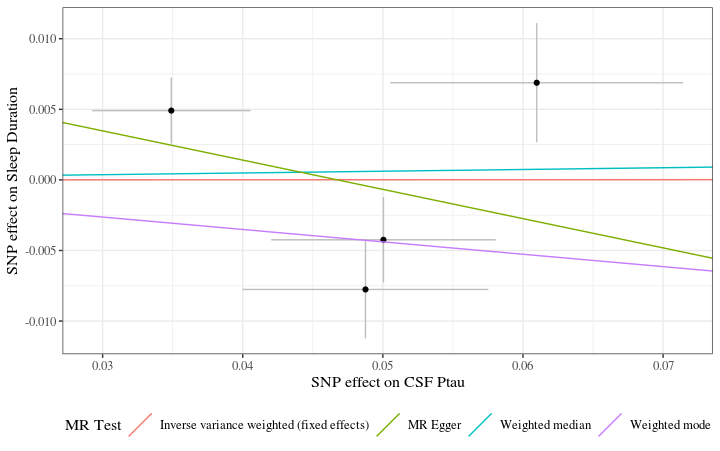 SNP effect on Sleep Duration
0.010
0.005
0.000
-0.005
-0.010
0.03 0.04 0.05 0.06 0.07
SNP effect on CSF Ptau
MR Test Inverse variance weighted (fixed effects) MR Egger Weighted median Weighted mode